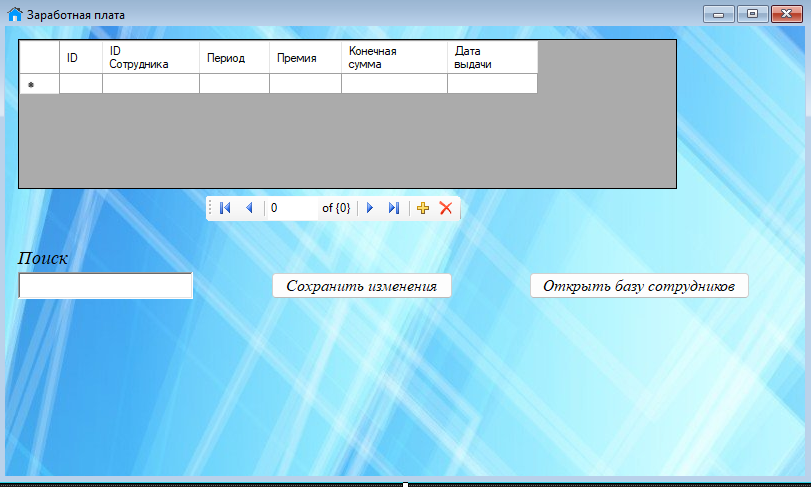 Заработная плата
ID
ID
Сотрудника
Период
Премия
Конечная
сумма
Дата
выдачи
0
of {0}
Поиск
Сохранить изменения
Открыть базу сотрудников